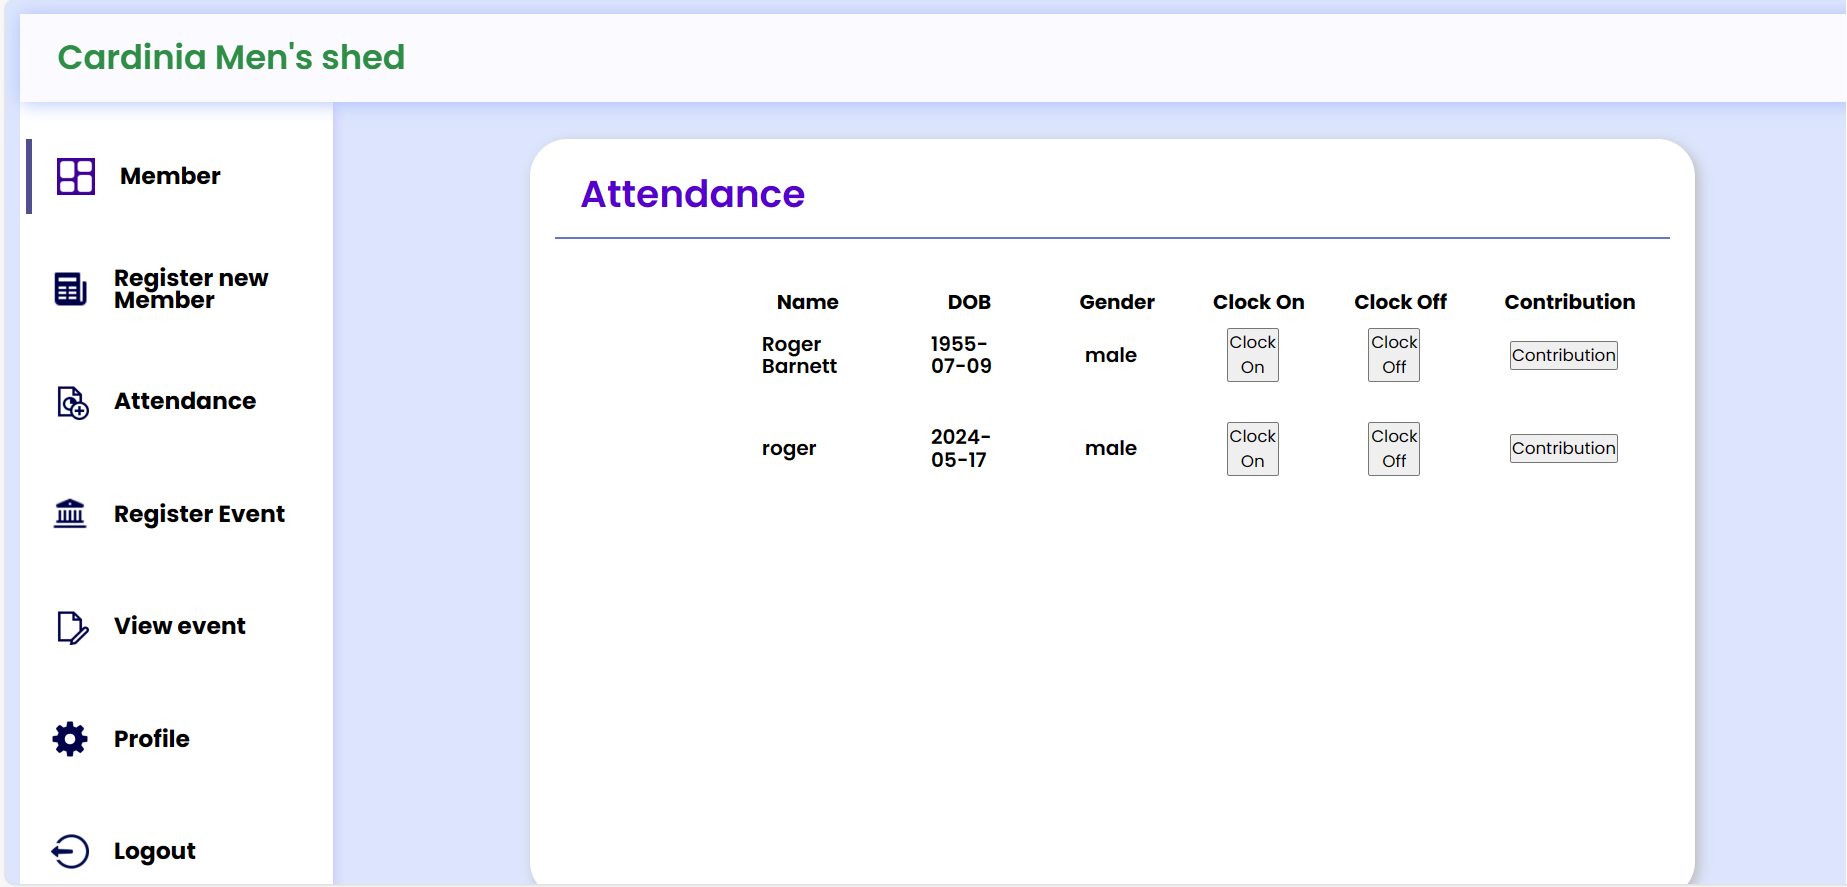 Cardinia Men's shed
Member
Register new
Member
Attendance
Register Event
View event
Profile
Logout
Attendance
Name DOB Gender Clock On Clock Off Contribution
Roger
Barnett
1955-
07-09
male
Clock
On
Clock
Off
Contribution
roger
2024-
05-17
male
Clock
On
Clock
Off
Contribution